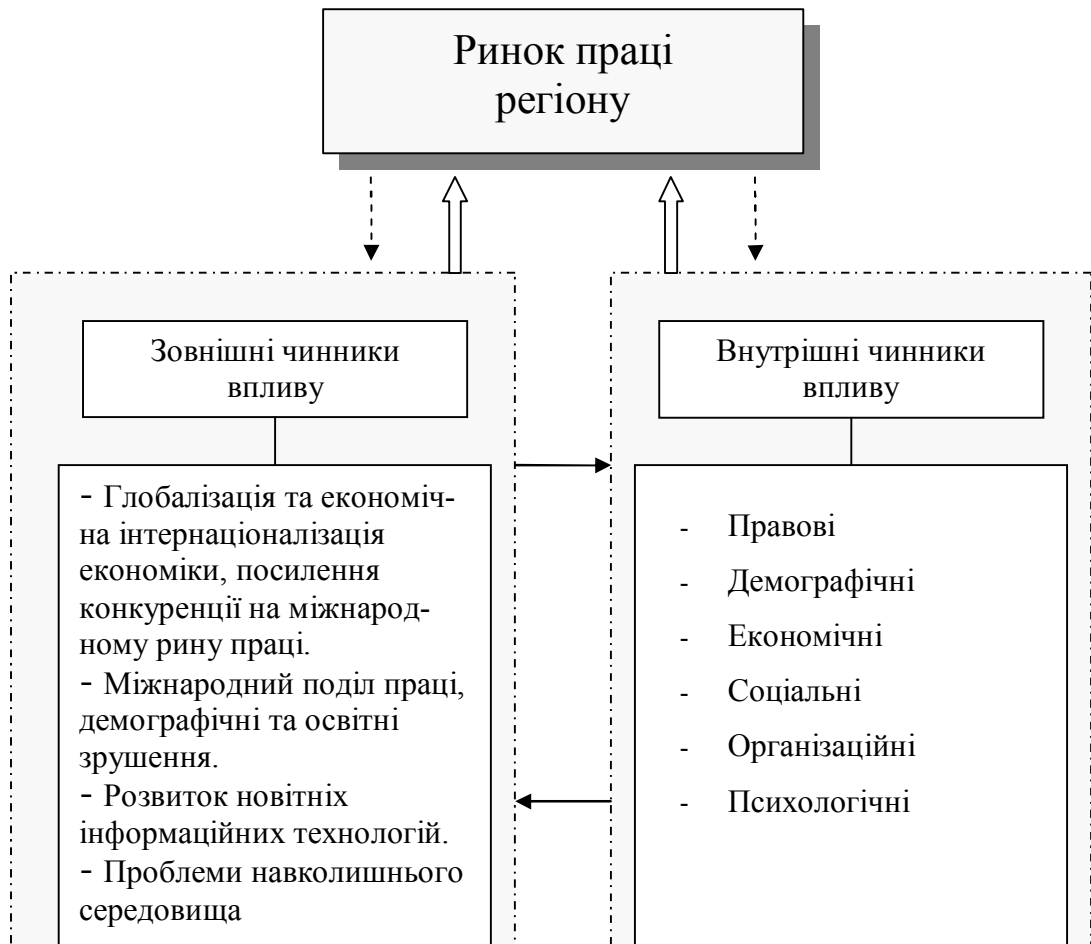 Ринок праці
регіону
Зовнішні чинники
впливу
- Глобалізація та економіч-
на інтернаціоналізація
економіки, посилення
конкуренції на міжнарод-
ному рину праці.
- Міжнародний поділ праці,
демографічні та освітні
зрушення.
- Розвиток новітніх
інформаційних технологій.
- Проблеми навколишнього
середовища
Внутрішні чинники
впливу
- Правові
- Демографічні
- Економічні
- Соціальні
- Організаційні
- Психологічні